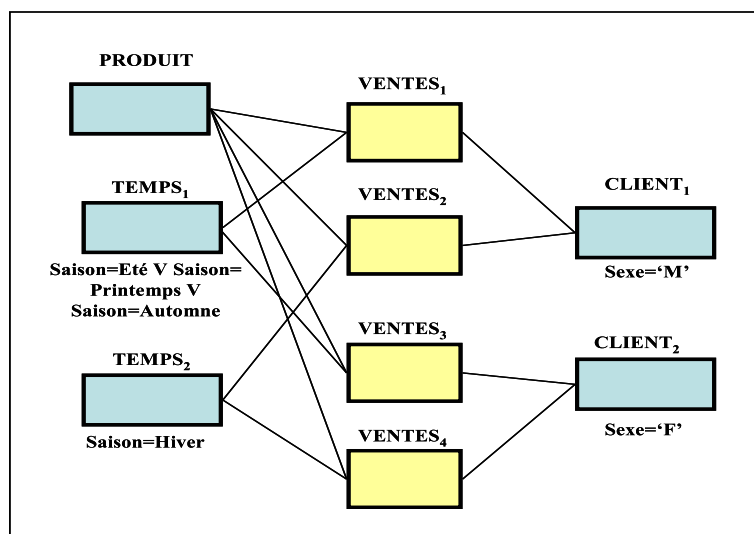 PRODUIT
TEMPS₁
Saison=Eté V Saison=
Printemps V
Saison=Automne
TEMPS₂
Saison=Hiver
VENTES₁
VENTES₂
VENTES₃
VENTES₄
CLIENT₁
Sexe=‘M’
CLIENT₂
Sexe=‘F’